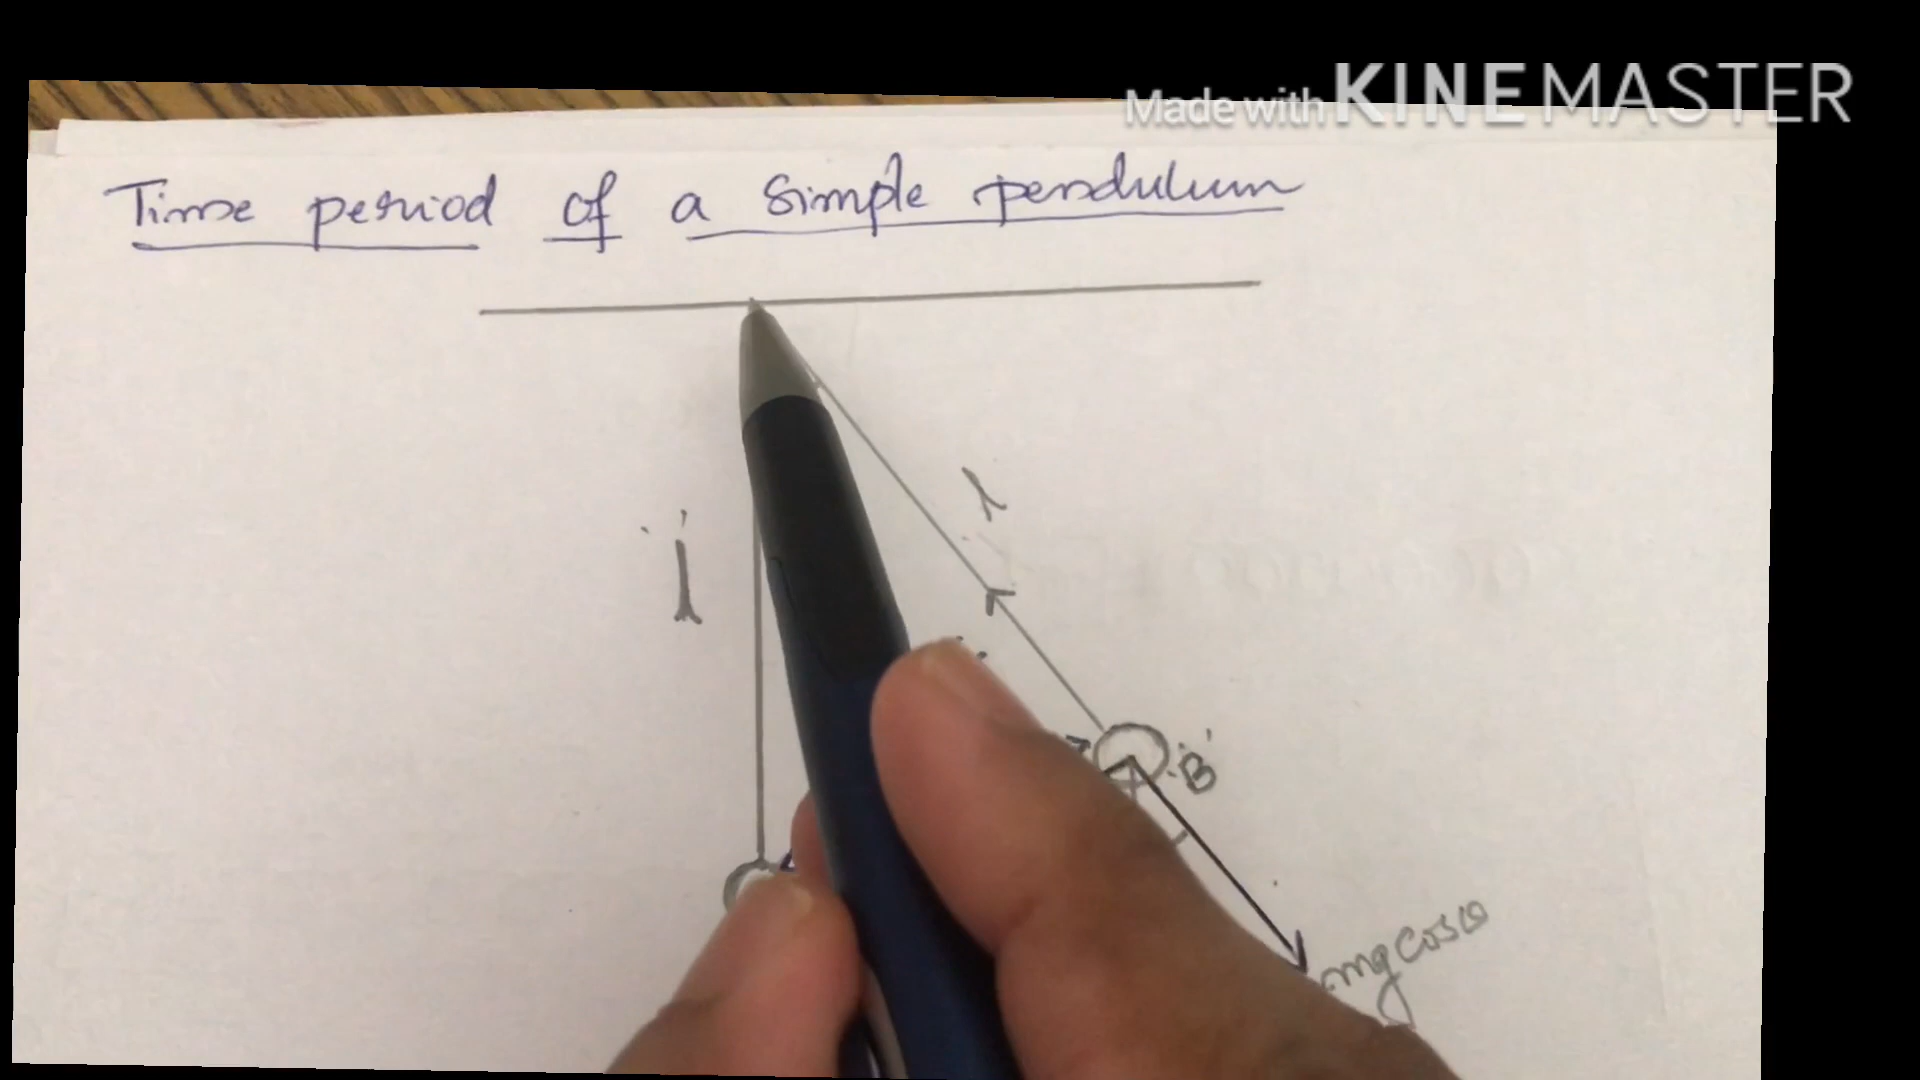 Made with KINEMASTER
Time period of a simple pendulum
l
l
B
mg cosθ